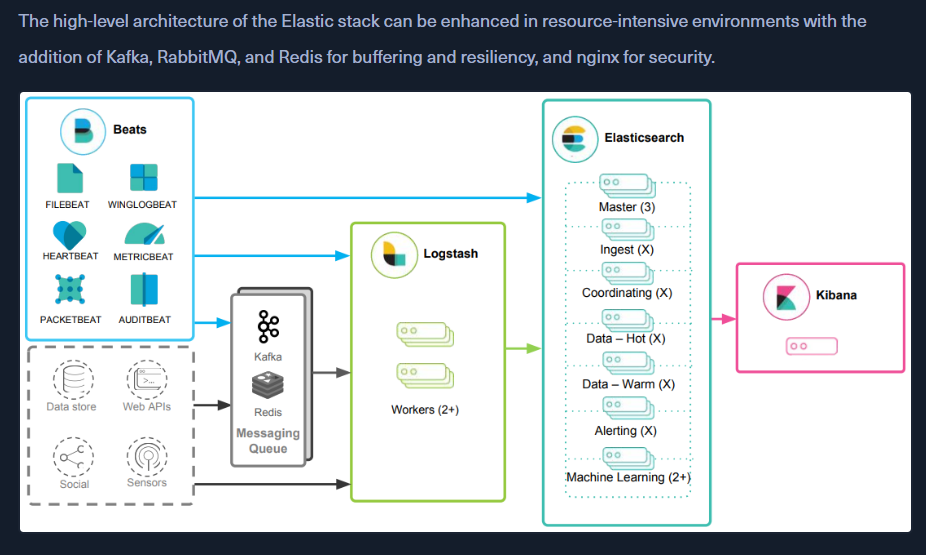 The high-level architecture of the Elastic stack can be enhanced in resource-intensive environments with the
addition of Kafka, RabbitMQ, and Redis for buffering and resiliency, and nginx for security.
Beats
FILEBEAT
WINGLOGBEAT
HEARTBEAT
METRICBEAT
PACKETBEAT
AUDITBEAT
Data store
Web APIs
Social
Sensors
Kafka
Redis
Messaging
Queue
Logstash
Workers (2+)
Elasticsearch
Master (3)
Ingest (X)
Coordinating (X)
Data – Hot (X)
Data – Warm (X)
Alerting (X)
Machine Learning (2+)
Kibana